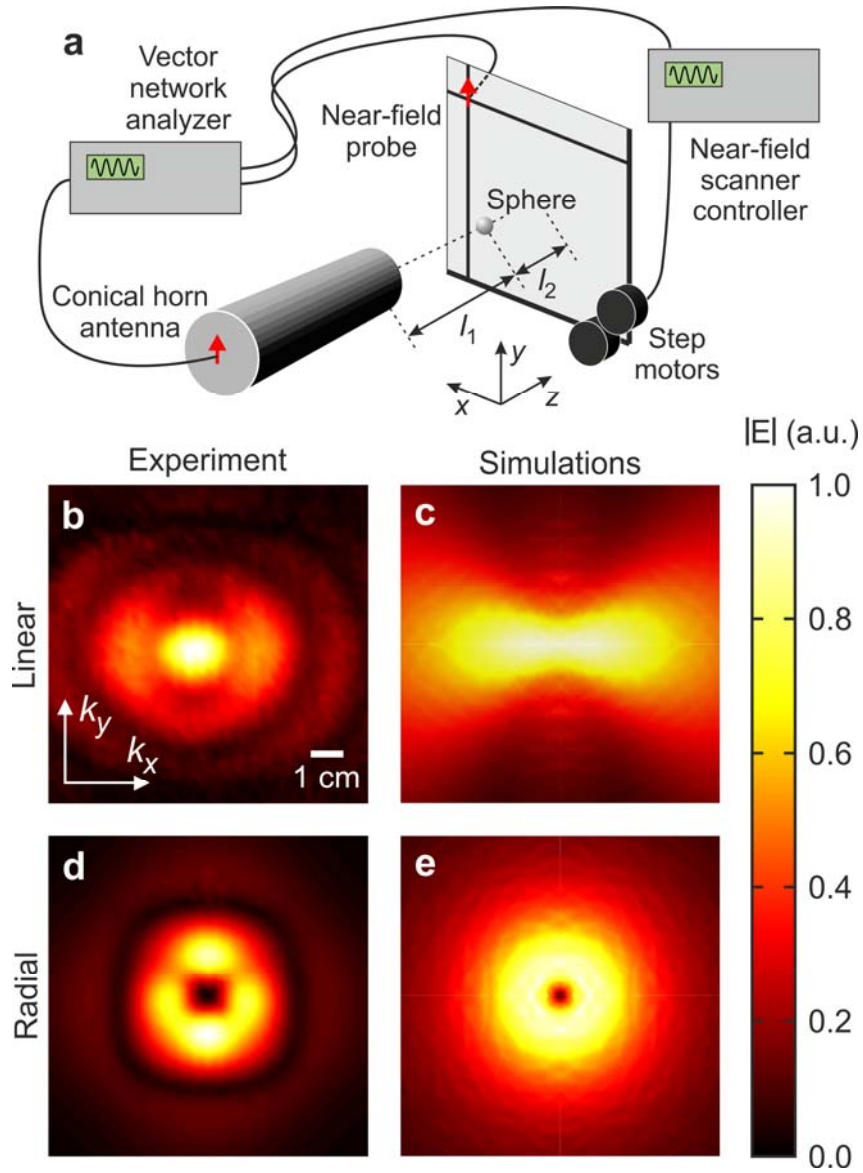 a
Vector
network
analyzer
Near-field
probe
Near-field
scanner
controller
Sphere
Conical horn
antenna
l1
l2
Step
motors
x
y
z
|E| (a.u.)
Experiment
Simulations
Linear
b
c
ky
kx
1 cm
Radial
d
e
1.0
0.8
0.6
0.4
0.2
0.0